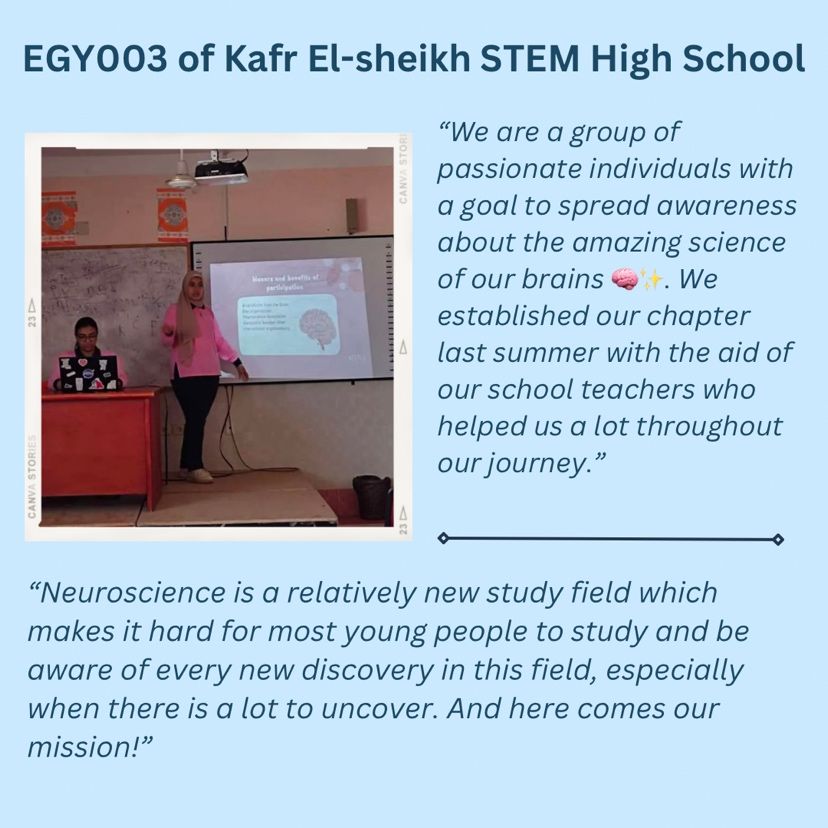 EGY003 of Kafr El-sheikh STEM High School
CANVA STORI
23
CANVA STORIES
23
benefits of
participation
“We are a group of
passionate individuals with
a goal to spread awareness
about the amazing science
of our brains 🧠✨. We
established our chapter
last summer with the aid of
our school teachers who
helped us a lot throughout
our journey.”
“Neuroscience is a relatively new study field which
makes it hard for most young people to study and be
aware of every new discovery in this field, especially
when there is a lot to uncover. And here comes our
mission!”